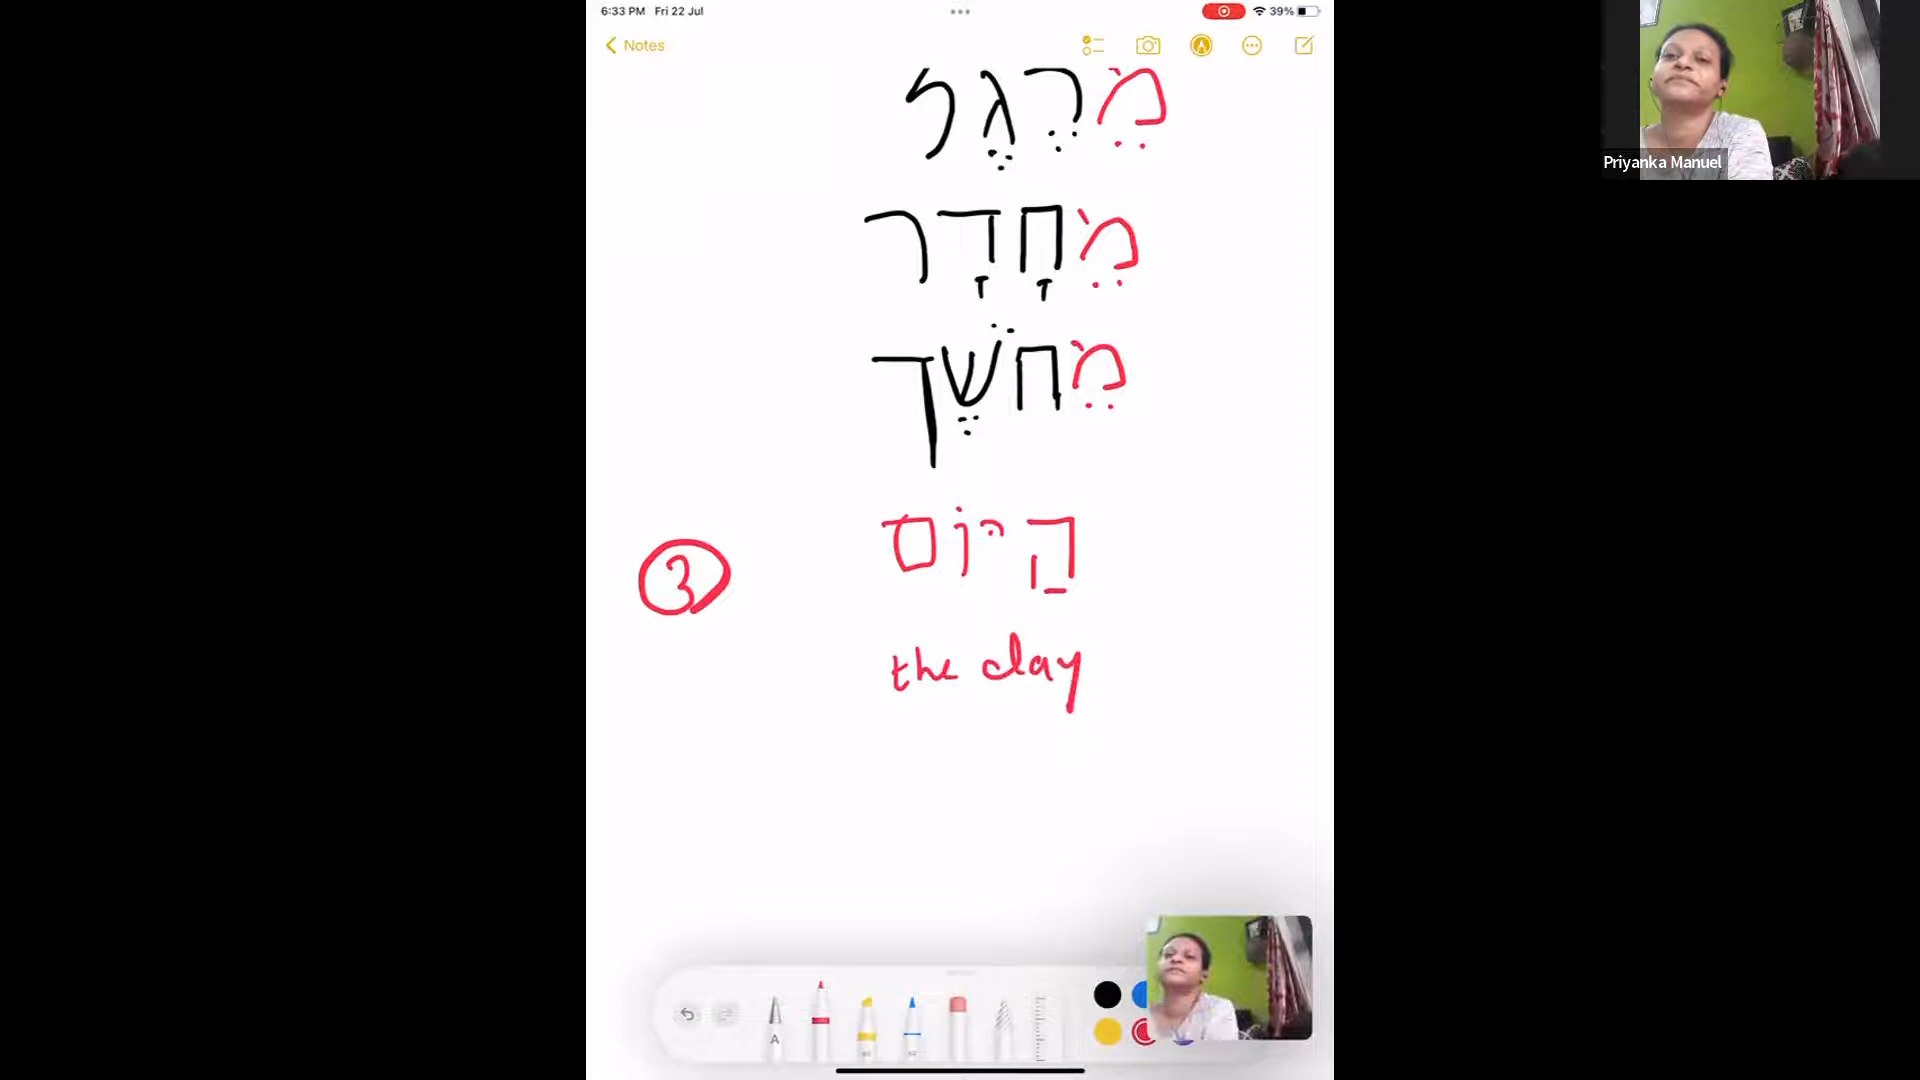 6:33 PM Fri 22 Jul
39%
Notes
מֵרֶגֶל
מֵחָדָר
מֵחֹשֶׁךְ
הַיּוֹם
3
the day
Priyanka Manuel
A